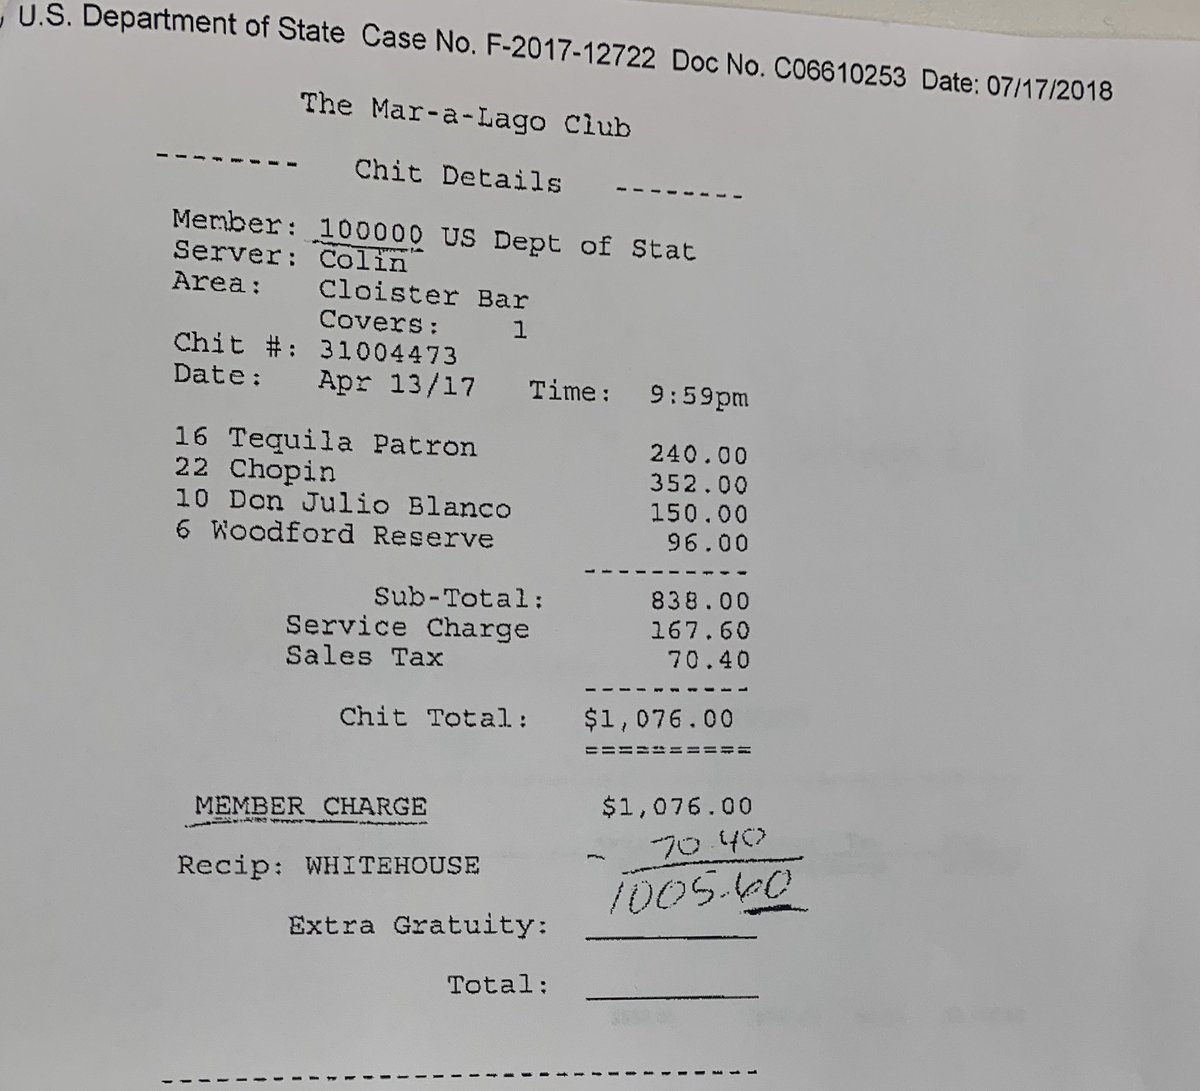 U.S. Department of State Case No. F-2017-12722 Doc No. C06610253 Date: 07/17/2018
The Mar-a-Lago Club
-------- Chit Details --------
Member: 100000 US Dept of Stat
Server: Colin
Area: Cloister Bar
Covers: 1
Chit #: 31004473
Date: Apr 13/17 Time: 9:59pm
16 Tequila Patron 240.00
22 Chopin 352.00
10 Don Julio Blanco 150.00
6 Woodford Reserve 96.00
----------
Sub-Total: 838.00
Service Charge 167.60
Sales Tax 70.40
----------
Chit Total: $1,076.00
==========
MEMBER CHARGE $1,076.00
- 70.40
Recip: WHITEHOUSE
1005.60
Extra Gratuity:
Total: